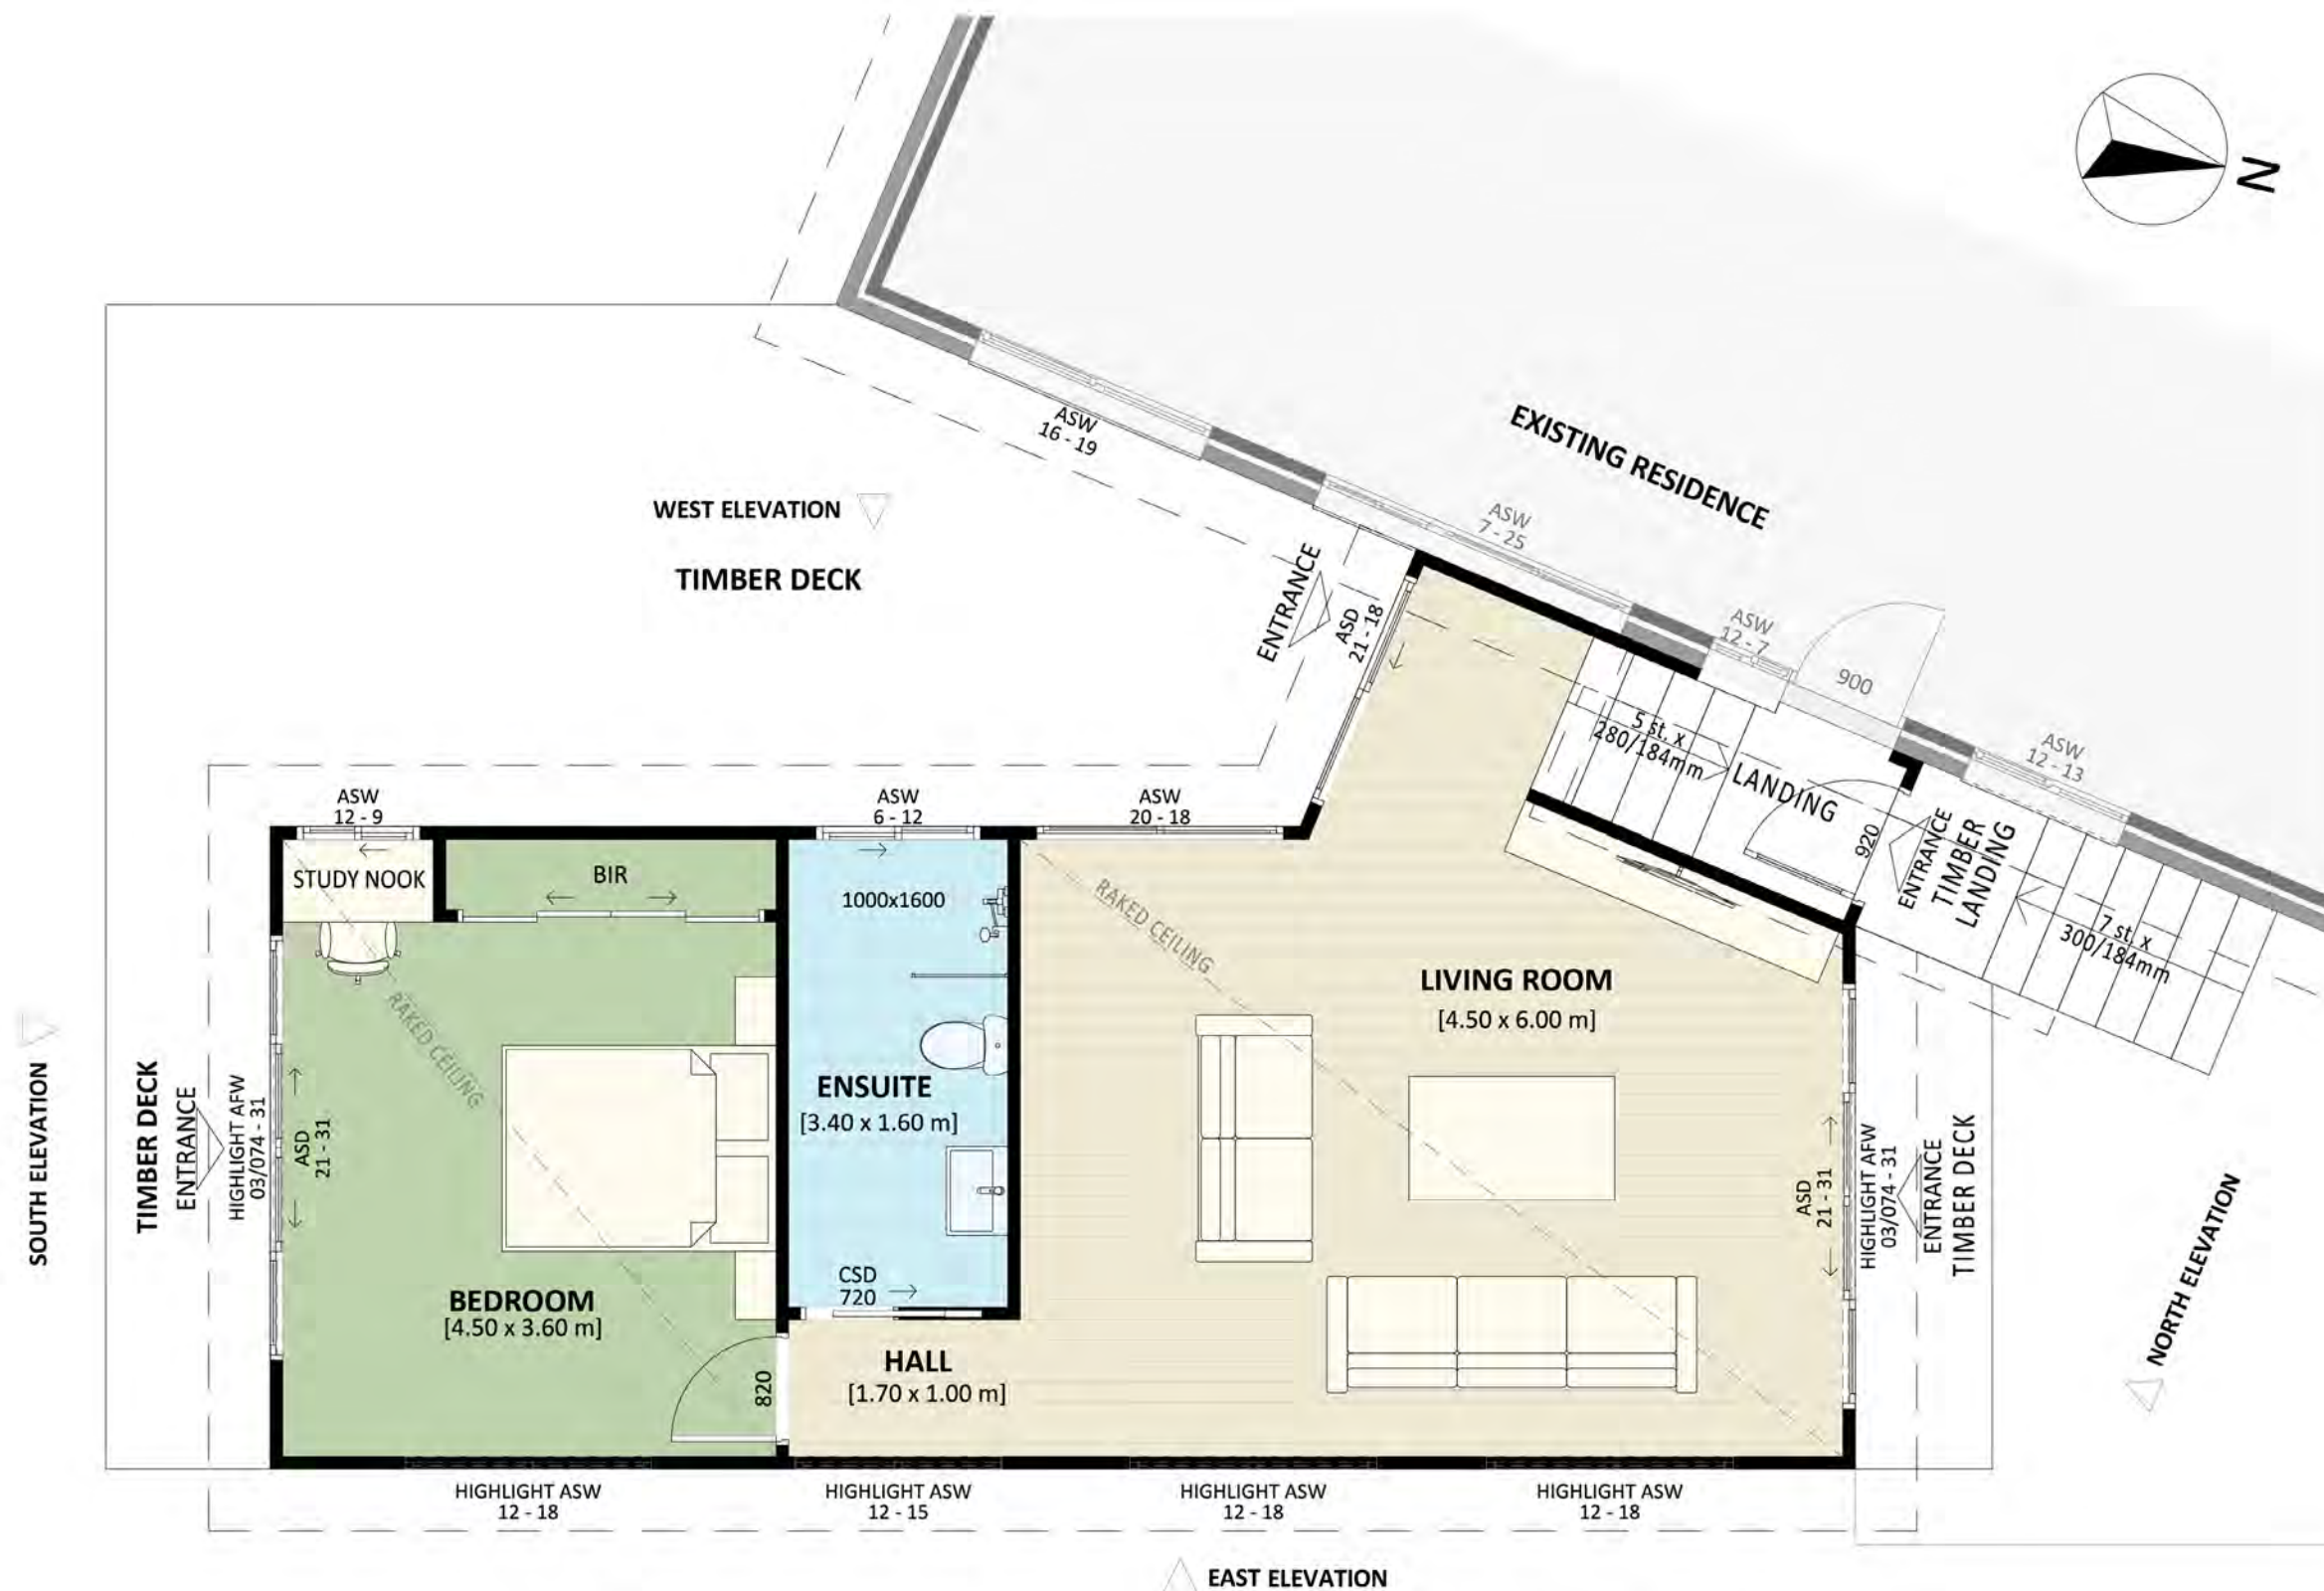 N
EXISTING RESIDENCE
ASW
16 - 19
WEST ELEVATION
TIMBER DECK
ASW
7 - 25
ENTRANCE
ASD
21 - 18
ASW
12 - 7
900
5 st. x
280/184mm
LANDING
ASW
12 - 13
920
ENTRANCE
TIMBER
LANDING
7 st. x
300/184mm
ASW
12 - 9
ASW
6 - 12
ASW
20 - 18
STUDY NOOK
BIR
1000x1600
RAKED CEILING
RAKED CEILING
LIVING ROOM
[4.50 x 6.00 m]
SOUTH ELEVATION
TIMBER DECK
ENTRANCE
HIGHLIGHT AFW
03/074 - 31
ASD
21 - 31
ENSUITE
[3.40 x 1.60 m]
CSD
720
BEDROOM
[4.50 x 3.60 m]
820
HALL
[1.70 x 1.00 m]
ASD
21 - 31
HIGHLIGHT AFW
03/074 - 31
ENTRANCE
TIMBER DECK
NORTH ELEVATION
HIGHLIGHT ASW
12 - 18
HIGHLIGHT ASW
12 - 15
HIGHLIGHT ASW
12 - 18
HIGHLIGHT ASW
12 - 18
EAST ELEVATION